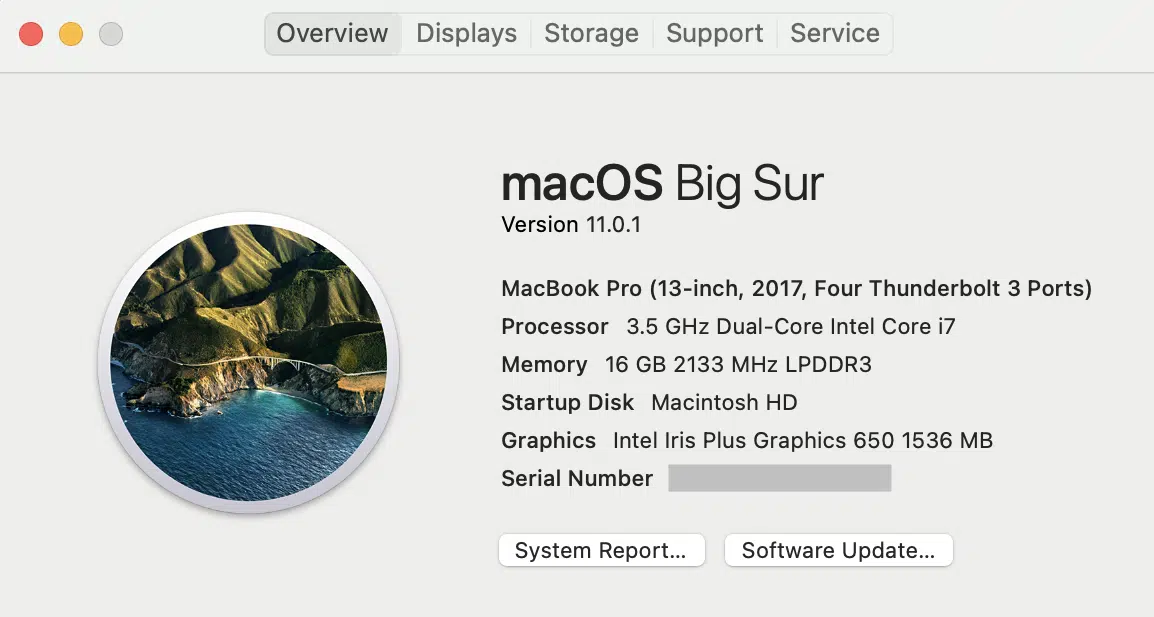 Overview Displays Storage Support Service
macOS Big Sur
Version 11.0.1
MacBook Pro (13-inch, 2017, Four Thunderbolt 3 Ports)
Processor 3.5 GHz Dual-Core Intel Core i7
Memory 16 GB 2133 MHz LPDDR3
Startup Disk Macintosh HD
Graphics Intel Iris Plus Graphics 650 1536 MB
Serial Number
System Report... Software Update...